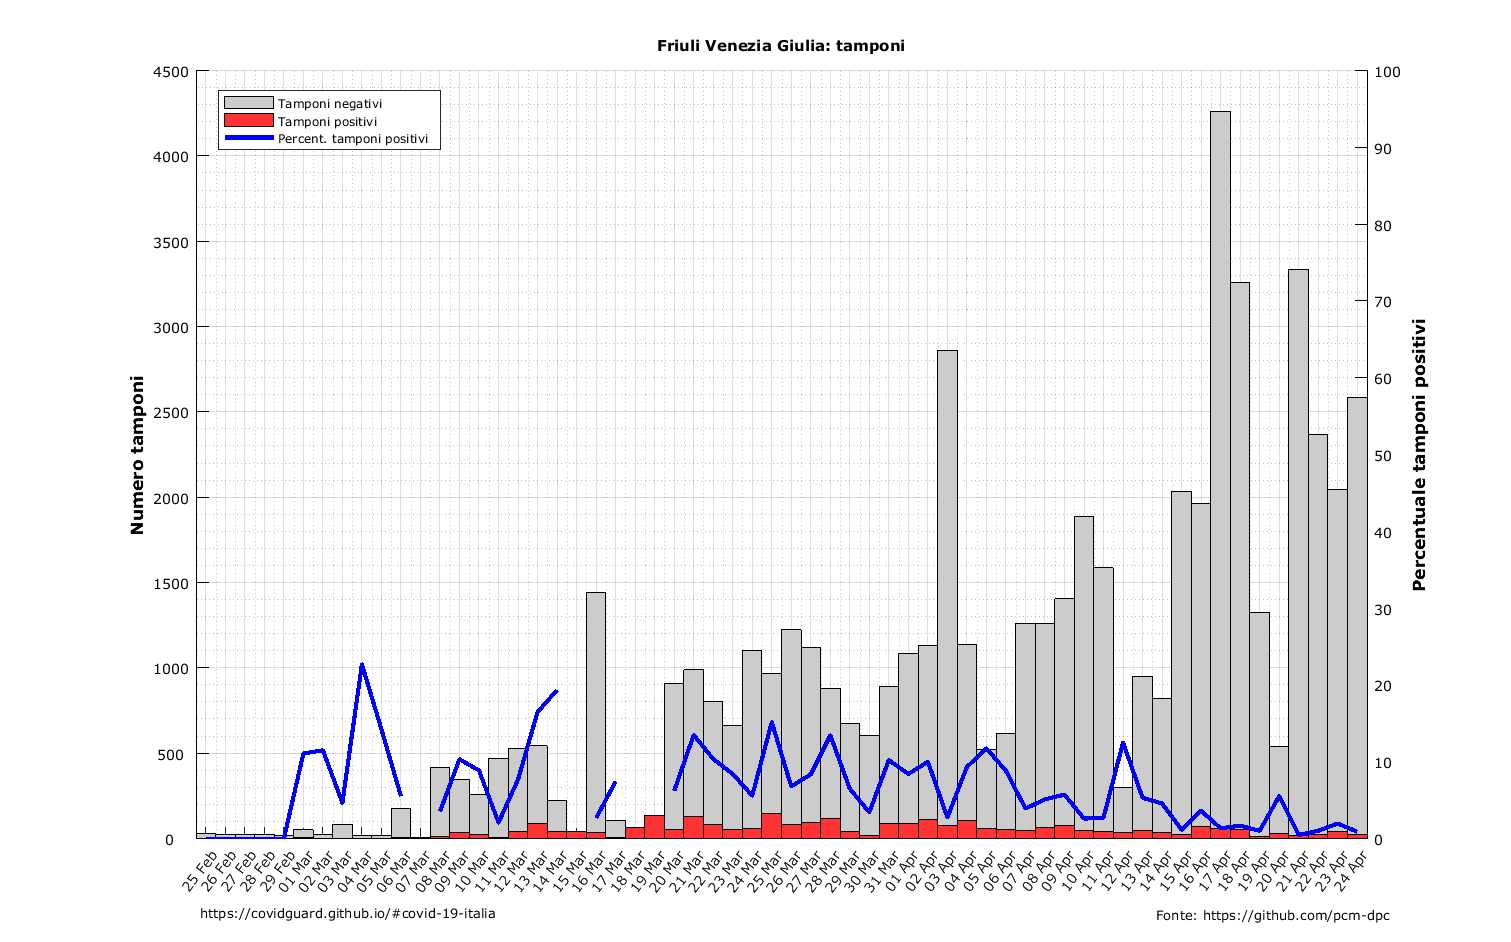 Friuli Venezia Giulia: tamponi
Tamponi negativi
Tamponi positivi
Percent. tamponi positivi
Numero tamponi
4500
4000
3500
3000
2500
2000
1500
1000
500
0
Percentuale tamponi positivi
100
90
80
70
60
50
40
30
20
10
0
25 Feb
26 Feb
27 Feb
28 Feb
29 Feb
01 Mar
02 Mar
03 Mar
04 Mar
05 Mar
06 Mar
07 Mar
08 Mar
09 Mar
10 Mar
11 Mar
12 Mar
13 Mar
14 Mar
15 Mar
16 Mar
17 Mar
18 Mar
19 Mar
20 Mar
21 Mar
22 Mar
23 Mar
24 Mar
25 Mar
26 Mar
27 Mar
28 Mar
29 Mar
30 Mar
31 Mar
01 Apr
02 Apr
03 Apr
04 Apr
05 Apr
06 Apr
07 Apr
08 Apr
09 Apr
10 Apr
11 Apr
12 Apr
13 Apr
14 Apr
15 Apr
16 Apr
17 Apr
18 Apr
19 Apr
20 Apr
21 Apr
22 Apr
23 Apr
24 Apr
https://covidguard.github.io/#covid-19-italia
Fonte: https://github.com/pcm-dpc